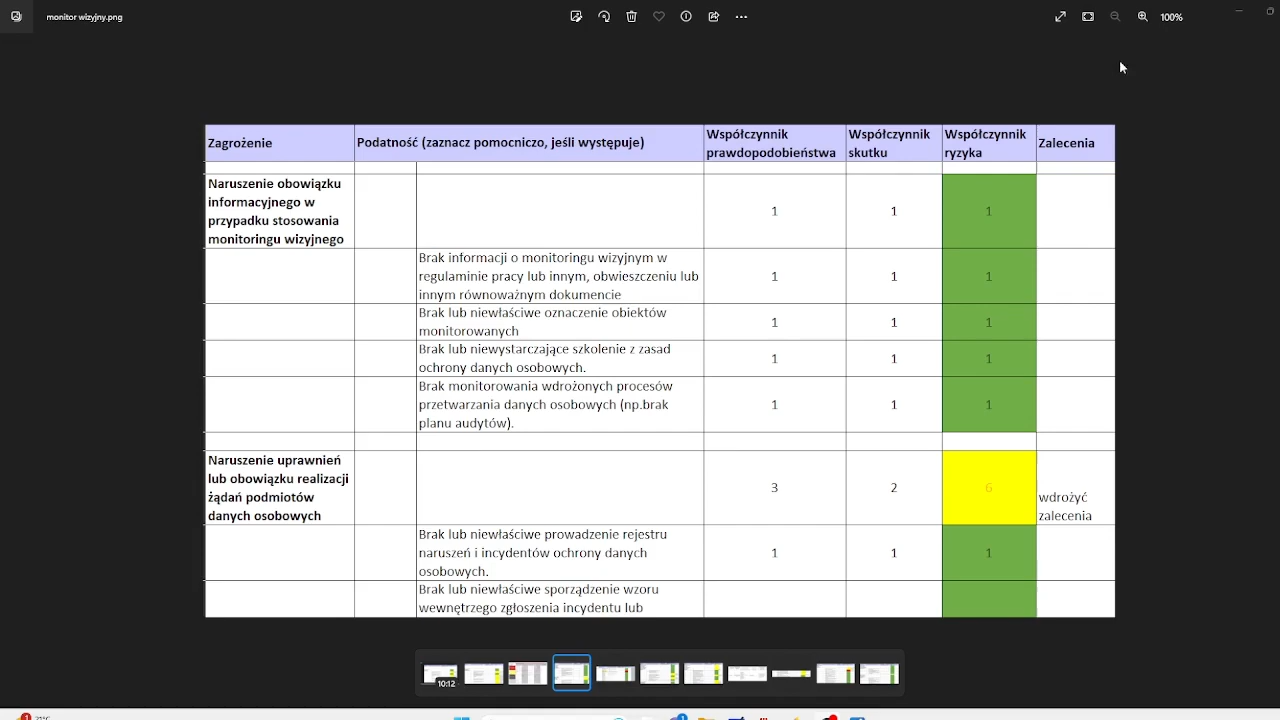 monitor wizyjny.png
100%
Zagrożenie
Podatność (zaznacz pomocniczo, jeśli występuje)
Współczynnik
prawdopodobieństwa
Współczynnik
skutku
Współczynnik
ryzyka
Zalecenia
Naruszenie obowiązku
informacyjnego w
przypadku stosowania
monitoringu wizyjnego
1
1
1
Brak informacji o monitoringu wizyjnym w
regulaminie pracy lub innym, obwieszczeniu lub
innym równoważnym dokumencie
1
1
1
Brak lub niewłaściwe oznaczenie obiektów
monitorowanych
1
1
1
Brak lub niewystarczające szkolenie z zasad
ochrony danych osobowych.
1
1
1
Brak monitorowania wdrożonych procesów
przetwarzania danych osobowych (np.brak
planu audytów).
1
1
1
Naruszenie uprawnień
lub obowiązku realizacji
żądań podmiotów
danych osobowych
3
2
6
wdrożyć
zalecenia
Brak lub niewłaściwe prowadzenie rejestru
naruszeń i incydentów ochrony danych
osobowych.
1
1
1
Brak lub niewłaściwe sporządzenie wzoru
wewnętrzego zgłoszenia incydentu lub
10:12